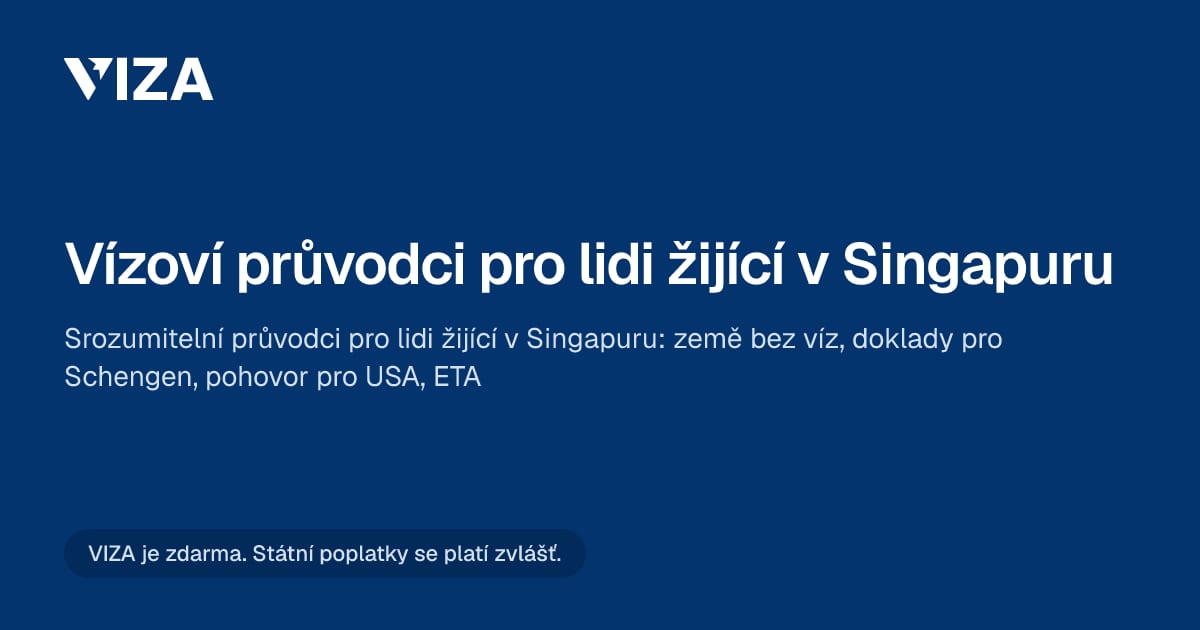 VIZA
Vízoví průvodci pro lidi žijící v Singapuru
Srozumitelní průvodci pro lidi žijící v Singapuru: země bez víz, doklady pro
Schengen, pohovor pro USA, ETA
VIZA je zdarma. Státní poplatky se platí zvlášť.